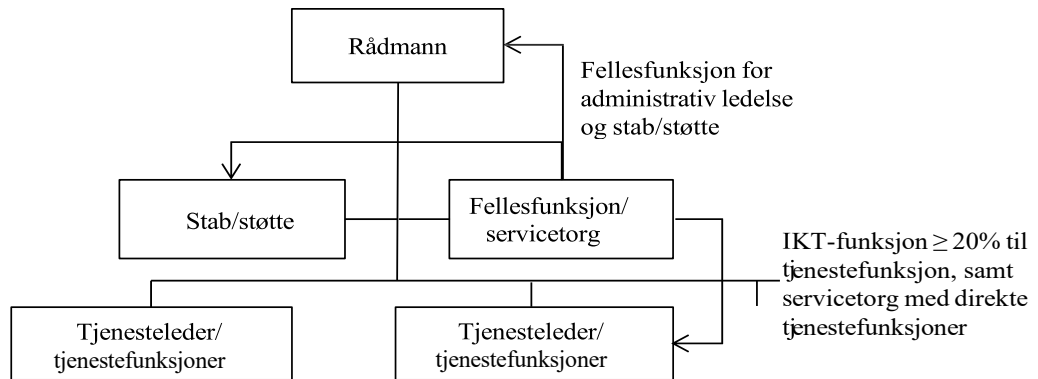 Rådmann
Fellesfunksjon for
administrativ ledelse
og stab/støtte
Stab/støtte
Fellesfunksjon/
servicetorg
IKT-funksjon ≥ 20% til
tjenestefunksjon, samt
servicetorg med direkte
tjenestefunksjoner
Tjenesteleder/
tjenestefunksjoner
Tjenesteleder/
tjenestefunksjoner